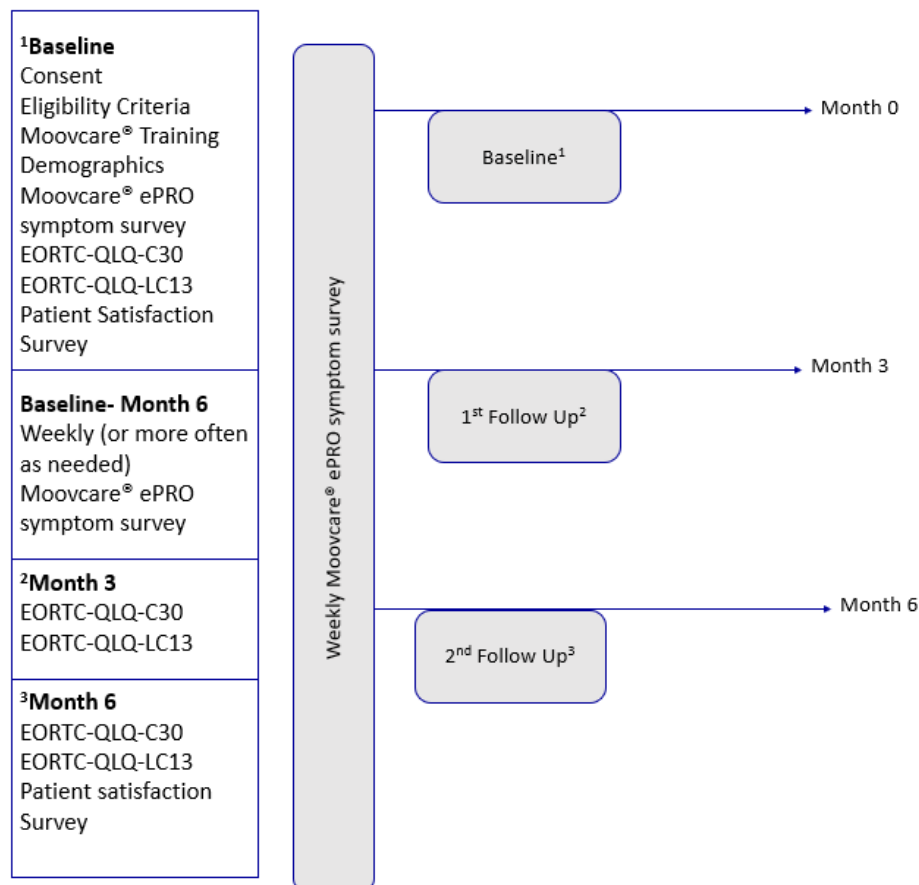 ¹Baseline
Consent
Eligibility Criteria
Moovcare® Training
Demographics
Moovcare® ePRO
symptom survey
EORTC-QLQ-C30
EORTC-QLQ-LC13
Patient Satisfaction
Survey
Baseline- Month 6
Weekly (or more often
as needed)
Moovcare® ePRO
symptom survey
²Month 3
EORTC-QLQ-C30
EORTC-QLQ-LC13
³Month 6
EORTC-QLQ-C30
EORTC-QLQ-LC13
Patient satisfaction
Survey
Weekly Moovcare® ePRO symptom survey
Month 0
Baseline¹
Month 3
1st Follow Up²
Month 6
2nd Follow Up³